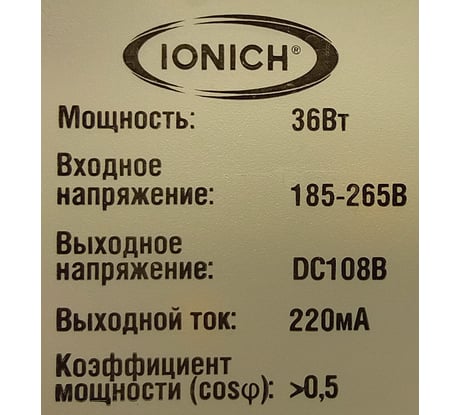 IONICH®
Мощность: 36Вт
Входное
напряжение: 185-265В
Выходное
напряжение: DC108В
Выходной ток: 220мА
Коэффициент
мощности (cosφ): >0,5